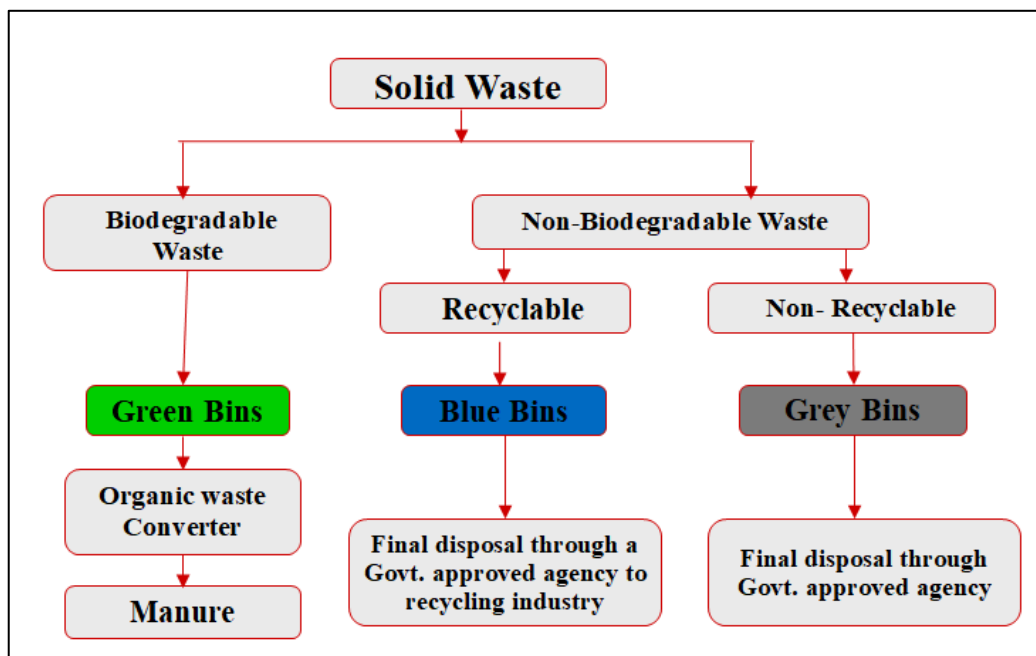 Solid Waste
Biodegradable
Waste
Non-Biodegradable Waste
Recyclable
Non- Recyclable
Green Bins
Blue Bins
Grey Bins
Organic waste
Converter
Final disposal through a
Govt. approved agency to
recycling industry
Final disposal through
Govt. approved agency
Manure